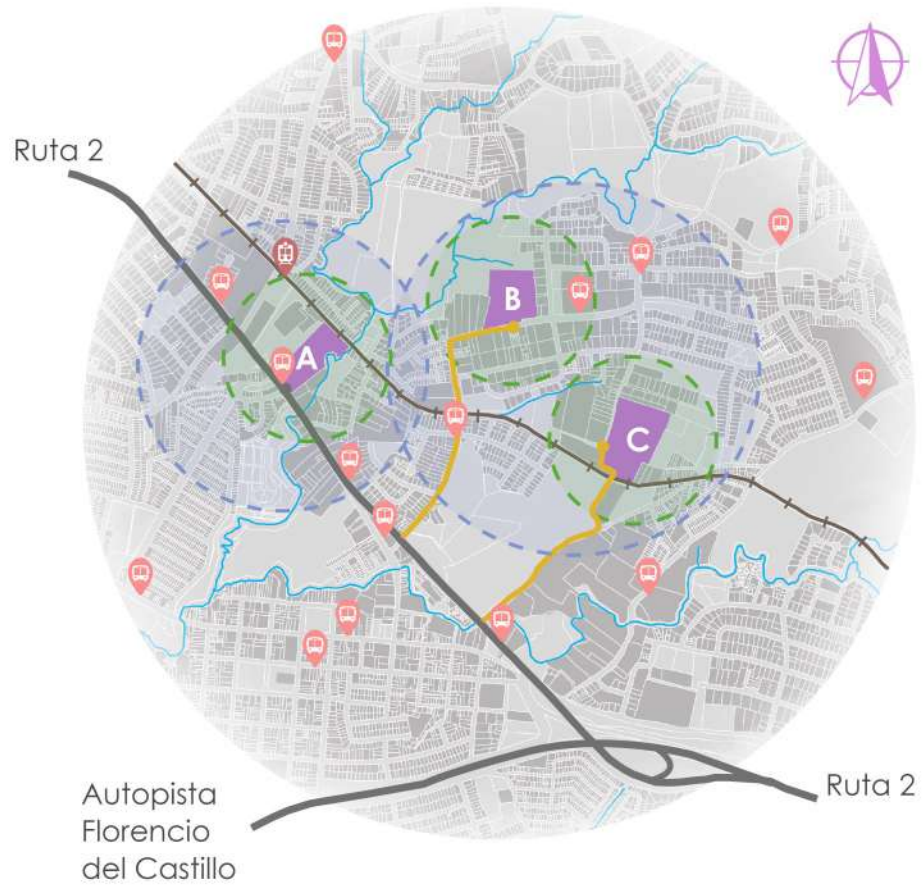 Ruta 2
A
B
C
Ruta 2
Autopista
Florencio
del Castillo